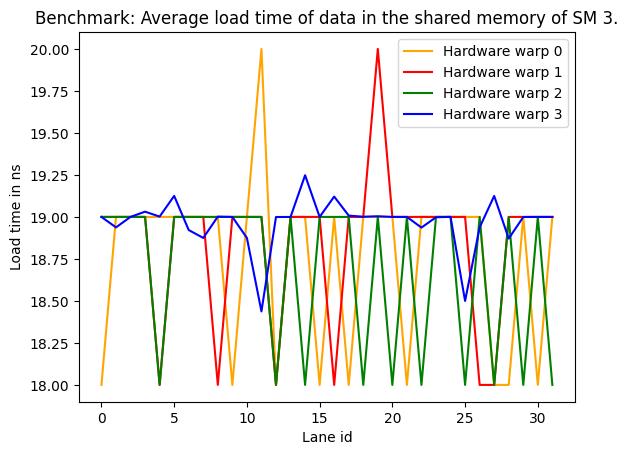 Benchmark: Average load time of data in the shared memory of SM 3.
Hardware warp 0
Hardware warp 1
Hardware warp 2
Hardware warp 3
Load time in ns
20.00
19.75
19.50
19.25
19.00
18.75
18.50
18.25
18.00
0 5 10 15 20 25 30
Lane id